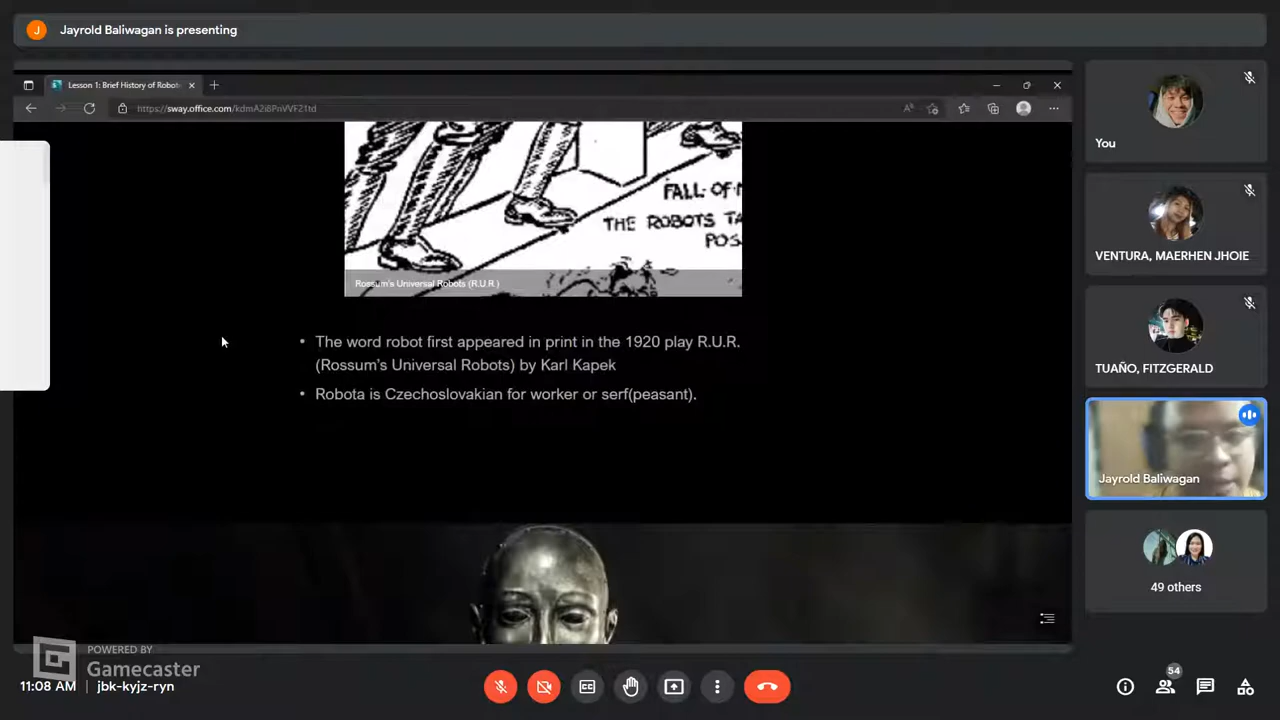 J
Jayrold Baliwagan is presenting
Lesson 1: Brief History of Robot
https://sway.office.com/kdmA2i8PnVVF21td
FALL·OF·
THE ROBOTS TA
POS
Rossum's Universal Robots (R.U.R.)
• The word robot first appeared in print in the 1920 play R.U.R.
(Rossum's Universal Robots) by Karl Kapek
• Robota is Czechoslovakian for worker or serf(peasant).
You
VENTURA, MAERHEN JHOIE
TUAÑO, FITZGERALD
Jayrold Baliwagan
49 others
POWERED BY
Gamecaster
11:08 AM | jbk-kyjz-ryn
54